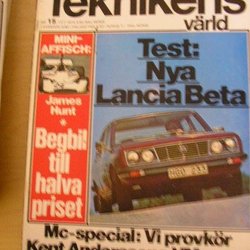 Teknikens
värld
MINI-
AFFISCH:
James
Hunt
+
Begbil
till
halva
priset
Test:
Nya
Lancia Beta
Mc-special: Vi provkör
Kent Andersson